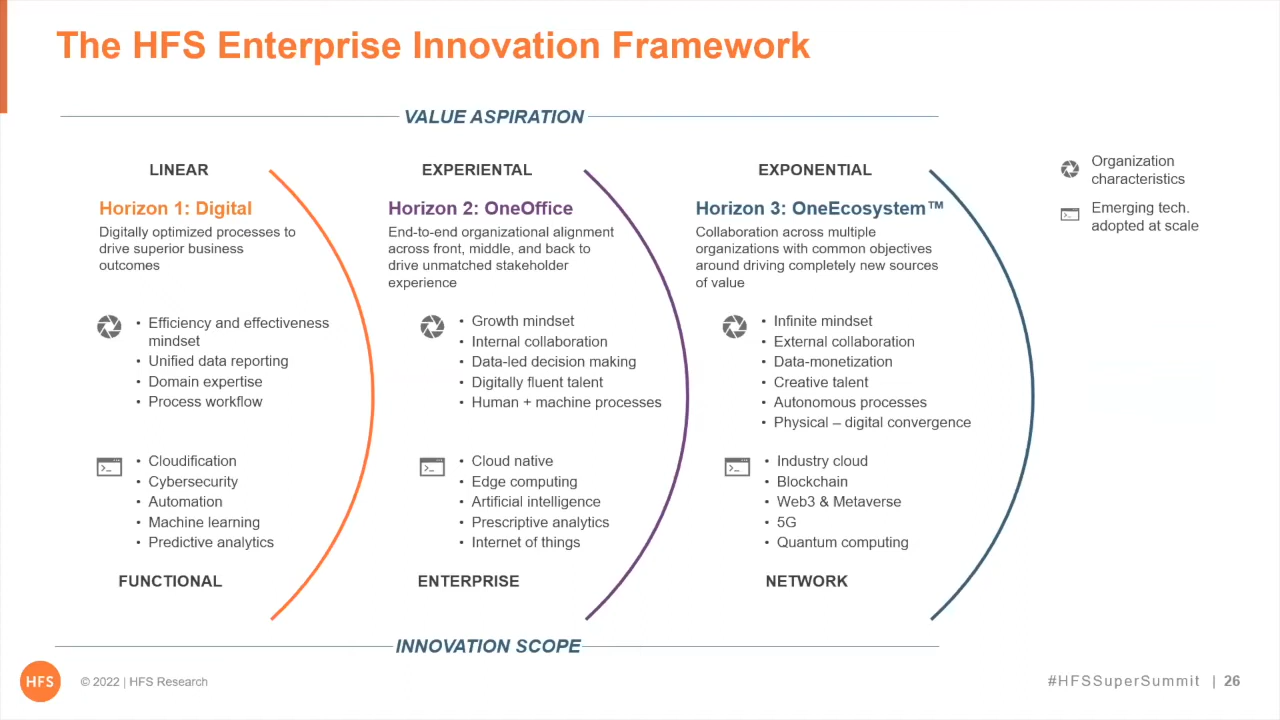 The HFS Enterprise Innovation Framework
VALUE ASPIRATION
LINEAR
Horizon 1: Digital
Digitally optimized processes to
drive superior business
outcomes
• Efficiency and effectiveness
mindset
• Unified data reporting
• Domain expertise
• Process workflow
• Cloudification
• Cybersecurity
• Automation
• Machine learning
• Predictive analytics
FUNCTIONAL
EXPERIENTAL
Horizon 2: OneOffice
End-to-end organizational alignment
across front, middle, and back to
drive unmatched stakeholder
experience
• Growth mindset
• Internal collaboration
• Data-led decision making
• Digitally fluent talent
• Human + machine processes
• Cloud native
• Edge computing
• Artificial intelligence
• Prescriptive analytics
• Internet of things
ENTERPRISE
EXPONENTIAL
Horizon 3: OneEcosystem™
Collaboration across multiple
organizations with common objectives
around driving completely new sources
of value
• Infinite mindset
• External collaboration
• Data-monetization
• Creative talent
• Autonomous processes
• Physical – digital convergence
• Industry cloud
• Blockchain
• Web3 & Metaverse
• 5G
• Quantum computing
NETWORK
Organization
characteristics
Emerging tech.
adopted at scale
INNOVATION SCOPE
HFS
© 2022 | HFS Research
#HFSSuperSummit | 26